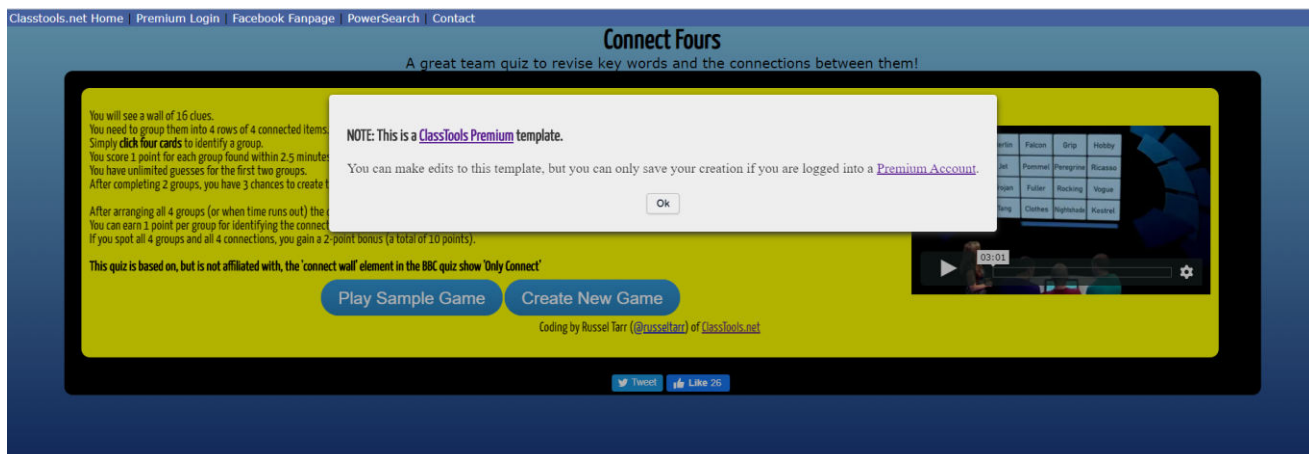 Classtools.net Home | Premium Login | Facebook Fanpage | PowerSearch | Contact
Connect Fours
A great team quiz to revise key words and the connections between them!
You will see a wall of 16 clues.
You need to group them into 4 rows of 4 connected items.
Simply click four cards to identify a group.
You score 1 point for each group found within 2.5 minutes
You have unlimited guesses for the first two groups.
After completing 2 groups, you have 3 chances to create t
After arranging all 4 groups (or when time runs out) the
You can earn 1 point per group for identifying the connect
If you spot all 4 groups and all 4 connections, you gain a 2-point bonus (a total of 10 points).
This quiz is based on, but is not affiliated with, the 'connect wall' element in the BBC quiz show 'Only Connect'
NOTE: This is a ClassTools Premium template.
You can make edits to this template, but you can only save your creation if you are logged into a Premium Account.
Ok
Falcon Grip Hobby
Jet Pommel Peregrine Ricasso
Fuller Rocking Vogue
Clothes Nightshade Kestrel
03:01
Play Sample Game Create New Game
Coding by Russel Tarr (@russeltarr) of ClassTools.net
Tweet Like 26